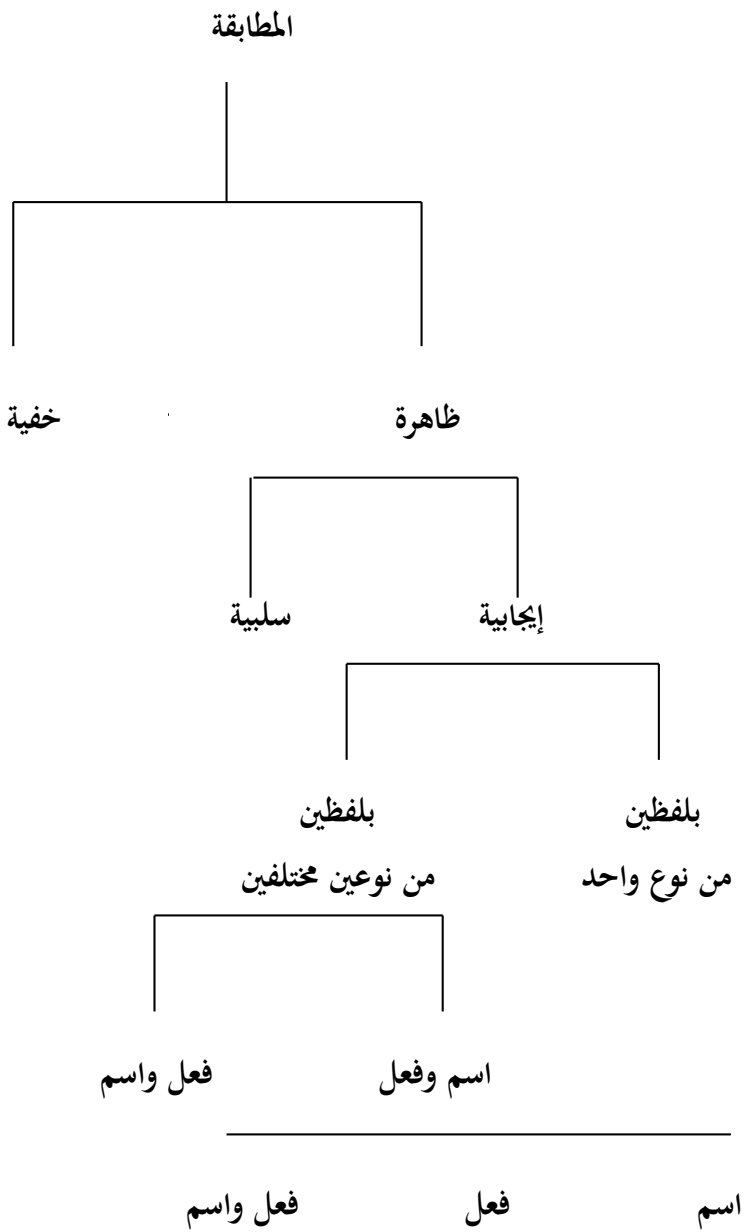 المطابقة
ظاهرة خفية
إيجابية سلبية
بلفظين بلفظين
من نوع واحد من نوعين مختلفين
اسم وفعل فعل واسم
اسم فعل فعل واسم